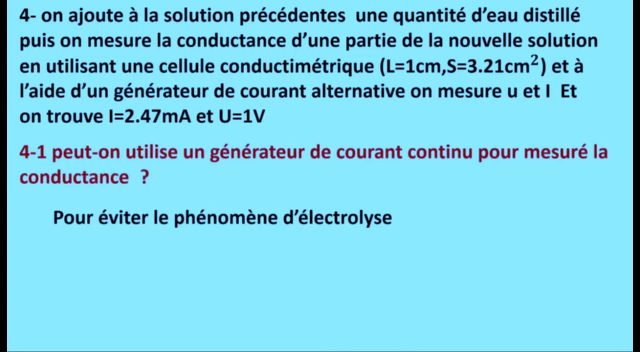 4- on ajoute à la solution précédentes une quantité d'eau distillé
puis on mesure la conductance d'une partie de la nouvelle solution
en utilisant une cellule conductimétrique (L=1cm,S=3.21cm²) et à
l'aide d'un générateur de courant alternative on mesure u et I Et
on trouve I=2.47mA et U=1V
4-1 peut-on utilise un générateur de courant continu pour mesuré la
conductance ?
Pour éviter le phénomène d'électrolyse